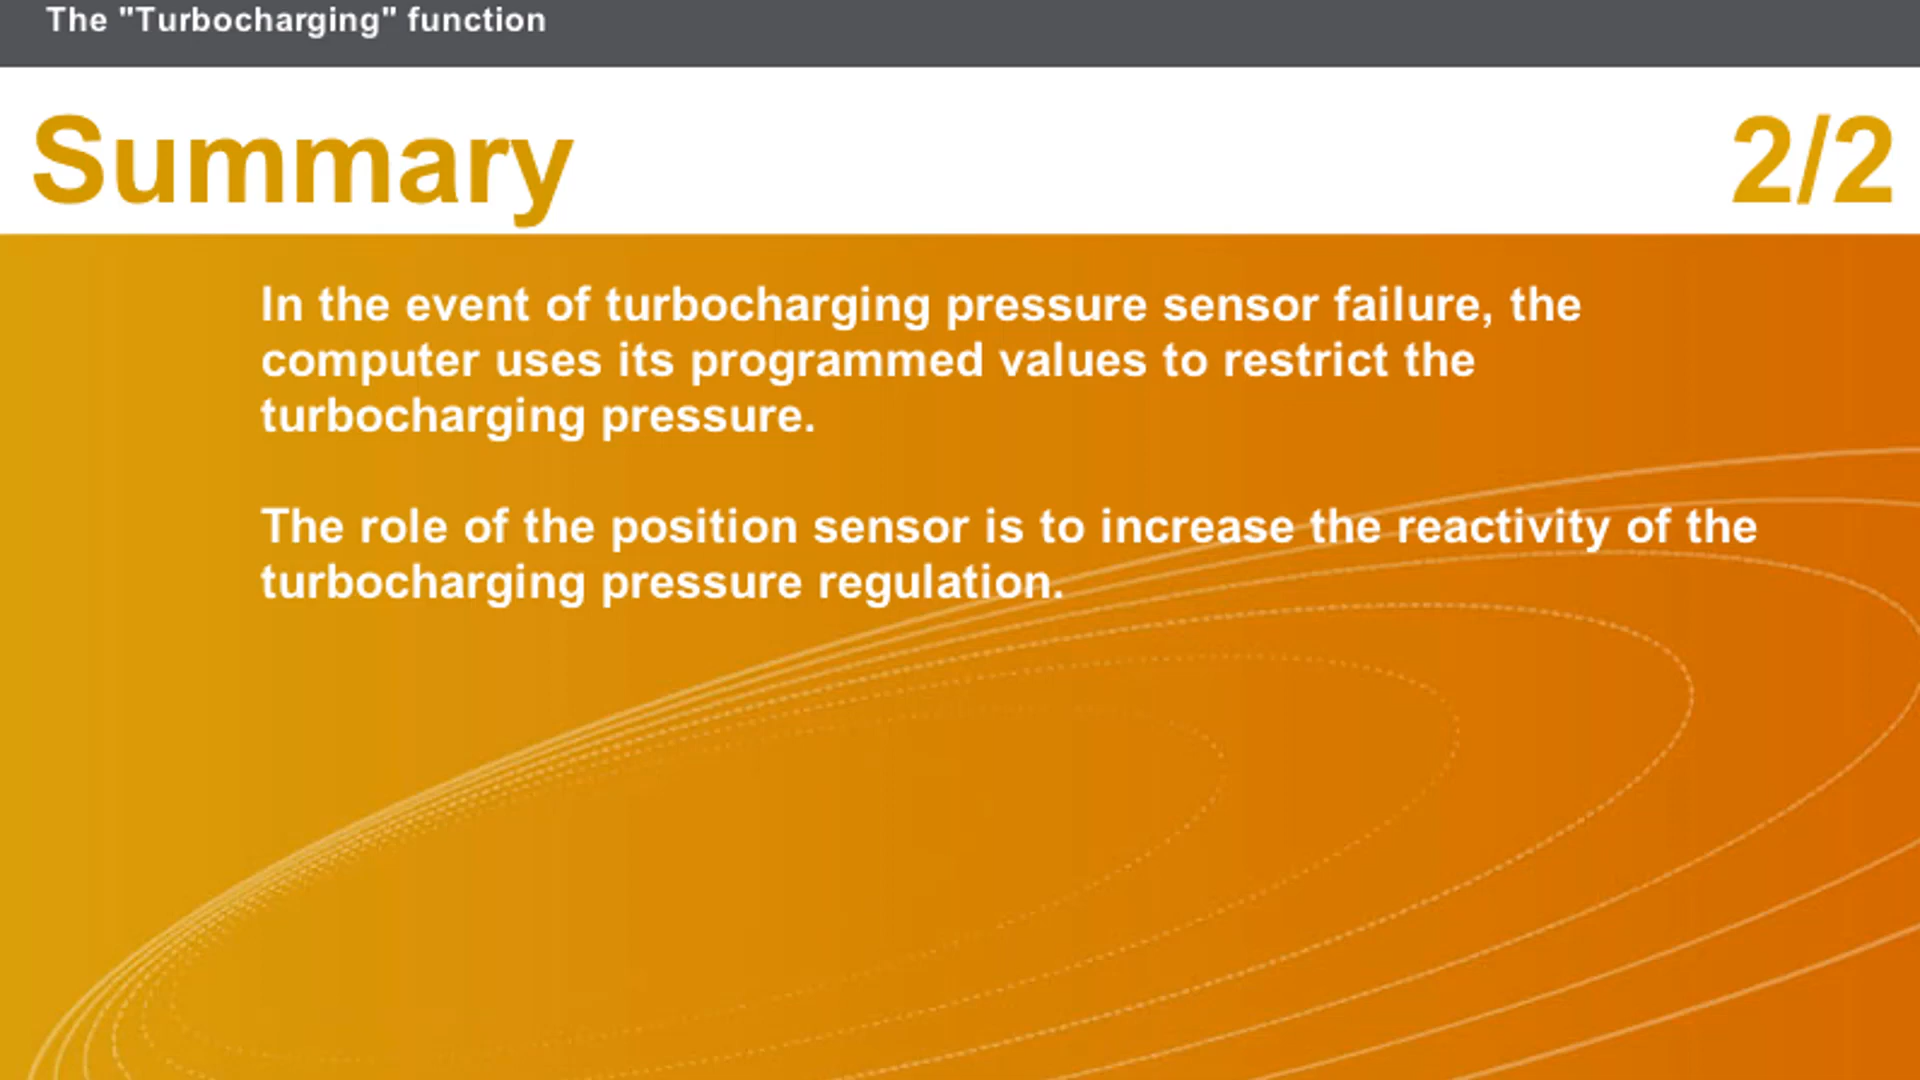 The "Turbocharging" function
Summary
2/2
In the event of turbocharging pressure sensor failure, the
computer uses its programmed values to restrict the
turbocharging pressure.
The role of the position sensor is to increase the reactivity of the
turbocharging pressure regulation.